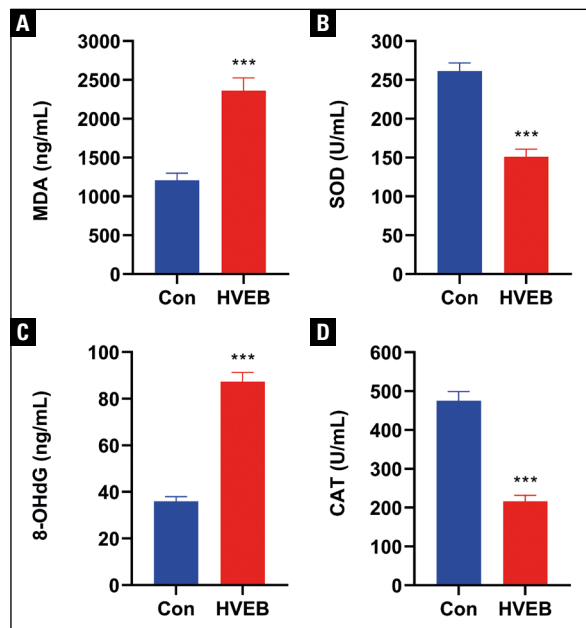 A
MDA (ng/mL)
3000
2500
2000
1500
1000
500
0
***
Con
HVEB
B
SOD (U/mL)
300
250
200
150
100
50
0
***
Con
HVEB
C
8-OHdG (ng/mL)
100
80
60
40
20
0
***
Con
HVEB
D
CAT (U/mL)
600
500
400
300
200
100
0
***
Con
HVEB